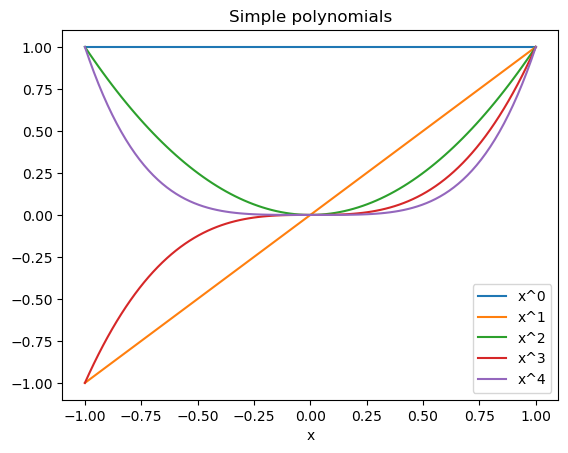 Simple polynomials
1.00
0.75
0.50
0.25
0.00
−0.25
−0.50
−0.75
−1.00
x^0
x^1
x^2
x^3
x^4
−1.00 −0.75 −0.50 −0.25 0.00 0.25 0.50 0.75 1.00
x